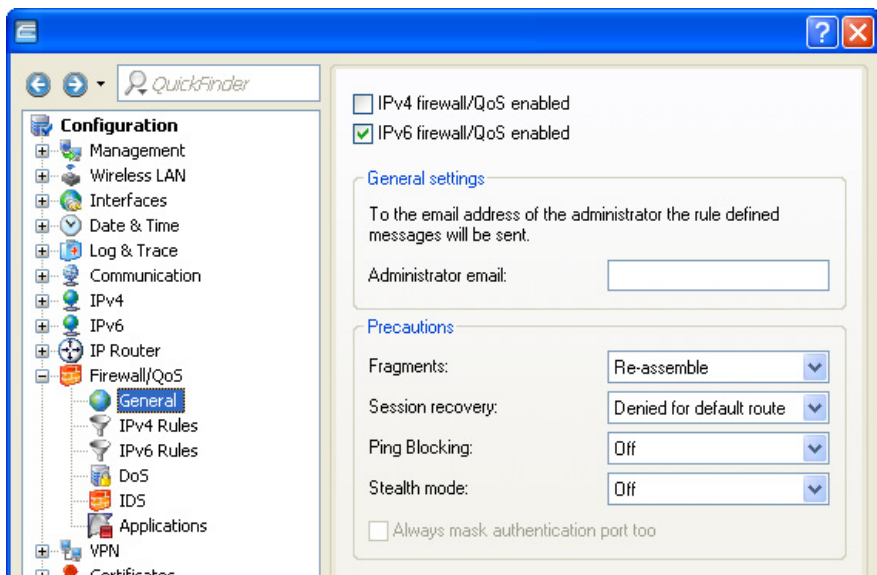 QuickFinder
Configuration
Management
Wireless LAN
Interfaces
Date & Time
Log & Trace
Communication
IPv4
IPv6
IP Router
Firewall/QoS
General
IPv4 Rules
IPv6 Rules
DoS
IDS
Applications
VPN
Certificates
IPv4 firewall/QoS enabled
IPv6 firewall/QoS enabled
General settings
To the email address of the administrator the rule defined
messages will be sent.
Administrator email:
Precautions
Fragments: Re-assemble
Session recovery: Denied for default route
Ping Blocking: Off
Stealth mode: Off
Always mask authentication port too